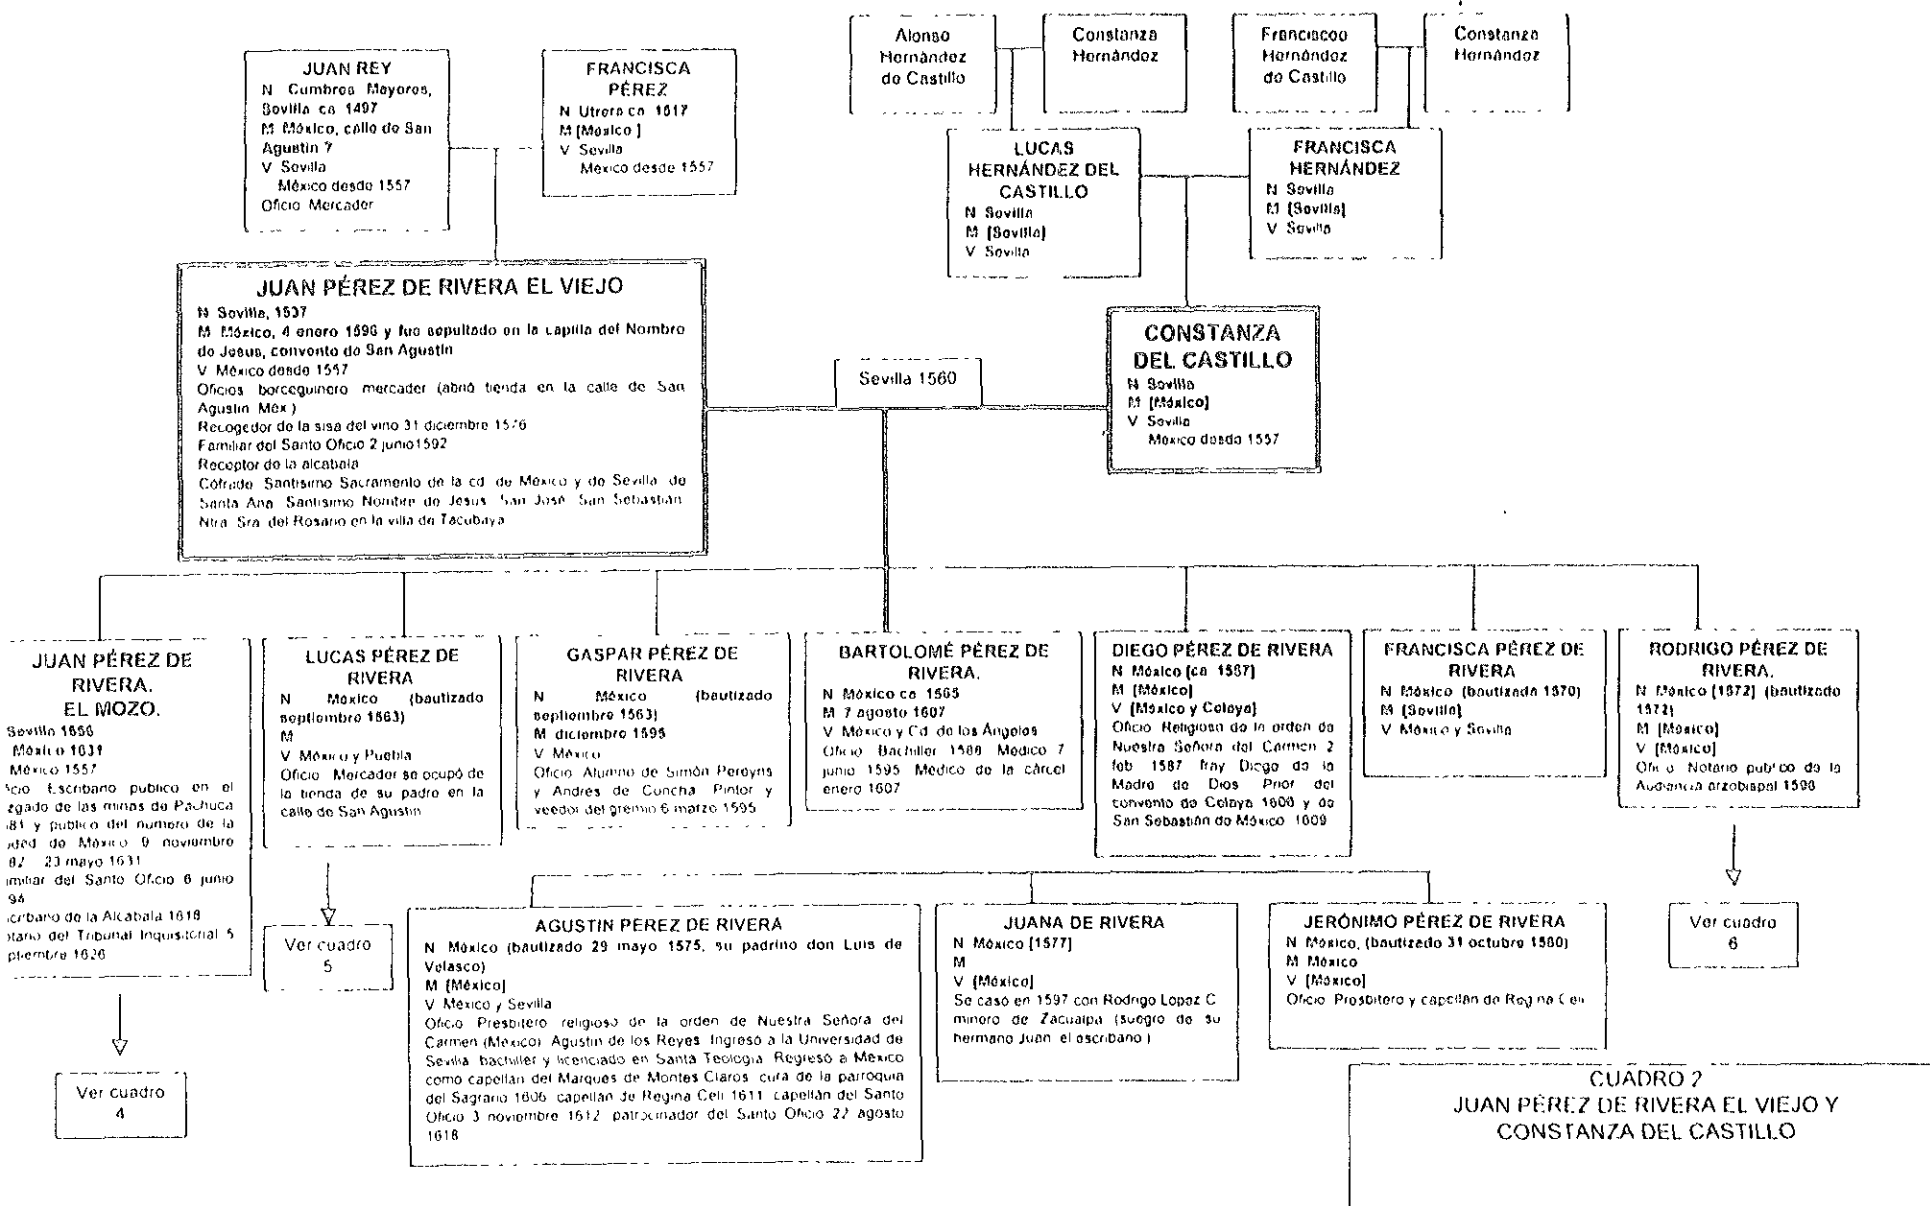 Alonso
Hernández
de Castillo
Constanza
Hernández
Franciscoo
Hernández
de Castillo
Constanza
Hernández
JUAN REY
N Cumbres Mayores,
Sevilla ca 1497
M México, calle de San
Agustin ?
V Sevilla
México desde 1557
Oficio Mercader
FRANCISCA
PÉREZ
N Utrera ca 1517
M [México ]
V Sevilla
México desde 1557
LUCAS
HERNÁNDEZ DEL
CASTILLO
N Sevilla
M [Sevilla]
V Sevilla
FRANCISCA
HERNÁNDEZ
N Sevilla
M [Sevilla]
V Sevilla
JUAN PÉREZ DE RIVERA EL VIEJO
N Sevilla, 1537
M México, 4 enero 1598 y fue sepultado en la capilla del Nombre
de Jesus, convento de San Agustín
V México desde 1557
Oficios borceguinero mercader (abrió tienda en la calle de San
Agustín Méx )
Recogedor de la sisa del vino 31 diciembre 1576
Familiar del Santo Oficio 2 junio1592
Receptor de la alcabala
Cófrade Santísimo Sacramento de la cd de México y de Sevilla de
Santa Ana Santísimo Nombre de Jesus San José San Sebastián
Ntra Sra del Rosario en la villa de Tacubaya
Sevilla 1560
CONSTANZA
DEL CASTILLO
N Sevilla
M [México]
V Sevilla
México desde 1557
JUAN PÉREZ DE
RIVERA.
EL MOZO.
Sevilla 1556
México 1631
México 1557
Escribano publico en el
zgado de las minas de Pachuca
81 y publico del numero de la
de México 9 noviembre
82 23 mayo 1631
miliar del Santo Oficio 6 junio
94
cribano de la Alcabala 1618
otario del Tribunal Inquisitorial 5
ptiembre 1626
LUCAS PÉREZ DE
RIVERA
N México (bautizado
septiembre 1563)
M
V México y Puebla
Oficio Mercader se ocupó de
la tienda de su padre en la
calle de San Agustín
GASPAR PÉREZ DE
RIVERA
N México (bautizado
septiembre 1563)
M diciembre 1595
V México
Oficio Alumno de Simón Pereyns
y Andrés de Concha Pintor y
veedor del gremio 6 marzo 1595
BARTOLOMÉ PÉREZ DE
RIVERA.
N México ca 1565
M 7 agosto 1607
V México y Cd de los Ángeles
Oficio Bachiller 1588 Médico 7
junio 1595 Médico de la cárcel
enero 1607
DIEGO PÉREZ DE RIVERA
N México [ca 1567]
M [México]
V [México y Celaya]
Oficio Religioso de la orden de
Nuestra Señora del Carmen 2
feb 1587 fray Diego de la
Madre de Dios Prior del
convento de Celaya 1608 y de
San Sebastián de México 1609
FRANCISCA PÉREZ DE
RIVERA
N México (bautizada 1570)
M [Sevilla]
V México y Sevilla
RODRIGO PÉREZ DE
RIVERA.
N México [1572] (bautizado
1572)
M [México]
V [México]
Oficio Notario publico de la
Audiencia arzobispal 1598
Ver cuadro
4
Ver cuadro
5
Ver cuadro
6
AGUSTIN PEREZ DE RIVERA
N México (bautizado 29 mayo 1575, su padrino don Luis de
Velasco)
M [México]
V México y Sevilla
Oficio Presbitero religioso de la orden de Nuestra Señora del
Carmen (México) Agustín de los Reyes Ingresó a la Universidad de
Sevilla bachiller y licenciado en Santa Teología Regresó a México
como capellán del Marques de Montes Claros cura de la parroquia
del Sagrario 1606 capellán de Regina Celi 1611 capellán del Santo
Oficio 3 noviembre 1612 patrocinador del Santo Oficio 22 agosto
1618
JUANA DE RIVERA
N México [1577]
M
V [México]
Se casó en 1597 con Rodrigo Lopez C
minero de Zacualpa (suegro de su
hermano Juan el escribano )
JERÓNIMO PÉREZ DE RIVERA
N México, (bautizado 31 octubre 1580)
M México
V [México]
Oficio Presbitero y capellán de Regina Celi
CUADRO 2
JUAN PÉREZ DE RIVERA EL VIEJO Y
CONSTANZA DEL CASTILLO